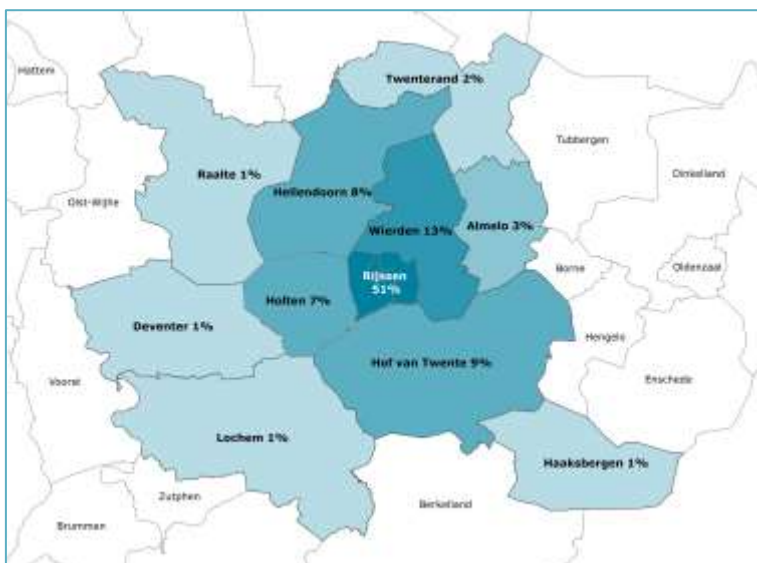 Hattem
Twenterand 2%
Tubbergen
Raalte 1%
Dinkelland
Hellendoorn 8%
Olst-Wijhe
Wierden 13%
Almelo 3%
Rijssen
51%
Borne
Oldenzaal
Holten 7%
Deventer 1%
Hengelo
Hof van Twente 9%
Enschede
Voorst
Lochem 1%
Haaksbergen 1%
Zutphen
Berkelland
Brummen